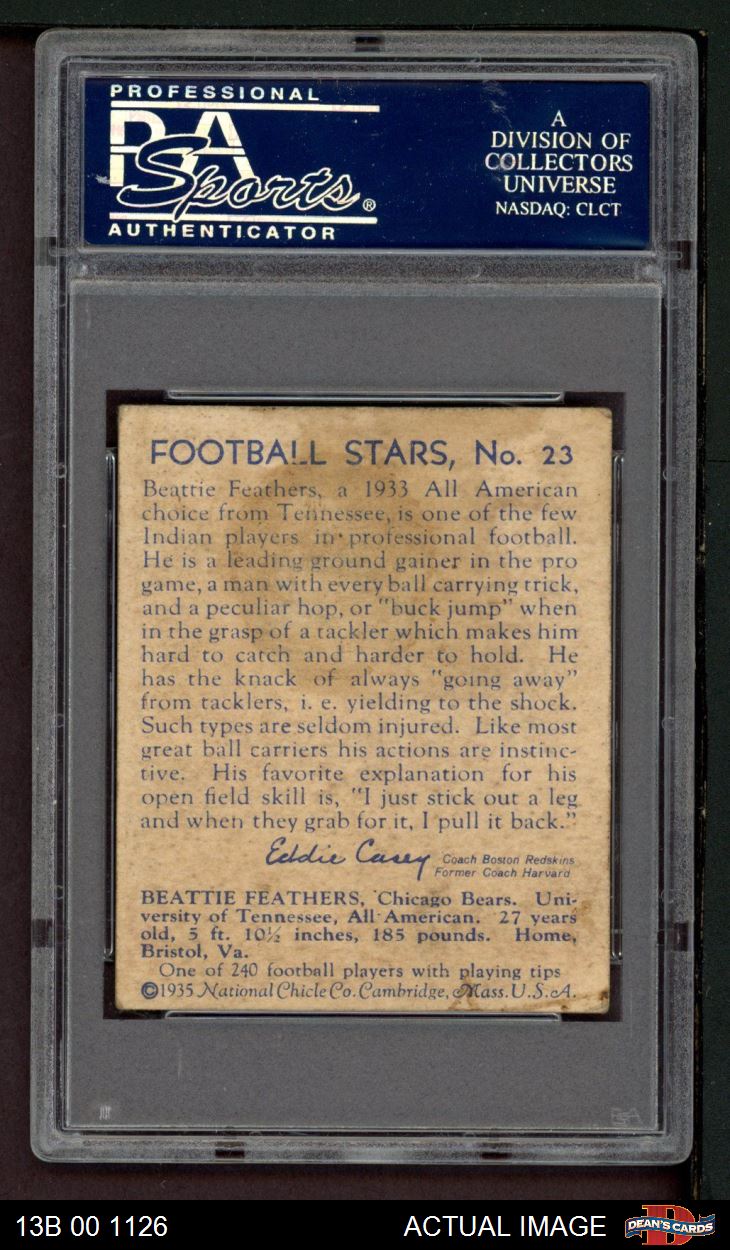 PROFESSIONAL
PSA
Sports®
AUTHENTICATOR
A
DIVISION OF
COLLECTORS
UNIVERSE
NASDAQ: CLCT
FOOTBALL STARS, No. 23
Beattie Feathers, a 1933 All American
choice from Tennessee, is one of the few
Indian players in professional football.
He is a leading ground gainer in the pro
game, a man with every ball carrying trick,
and a peculiar hop, or "buck jump" when
in the grasp of a tackler which makes him
hard to catch and harder to hold. He
has the knack of always "going away"
from tacklers, i. e. yielding to the shock.
Such types are seldom injured. Like most
great ball carriers his actions are instinc-
tive. His favorite explanation for his
open field skill is, "I just stick out a leg
and when they grab for it, I pull it back."
Eddie Casey
Coach Boston Redskins
Former Coach Harvard
BEATTIE FEATHERS, Chicago Bears. Uni-
versity of Tennessee, All American. 27 years
old, 5 ft. 10½ inches, 185 pounds. Home,
Bristol, Va.
One of 240 football players with playing tips
©1935 National Chicle Co. Cambridge, Mass. U.S.A.
13B 00 1126
ACTUAL IMAGE
DEAN'S CARDS